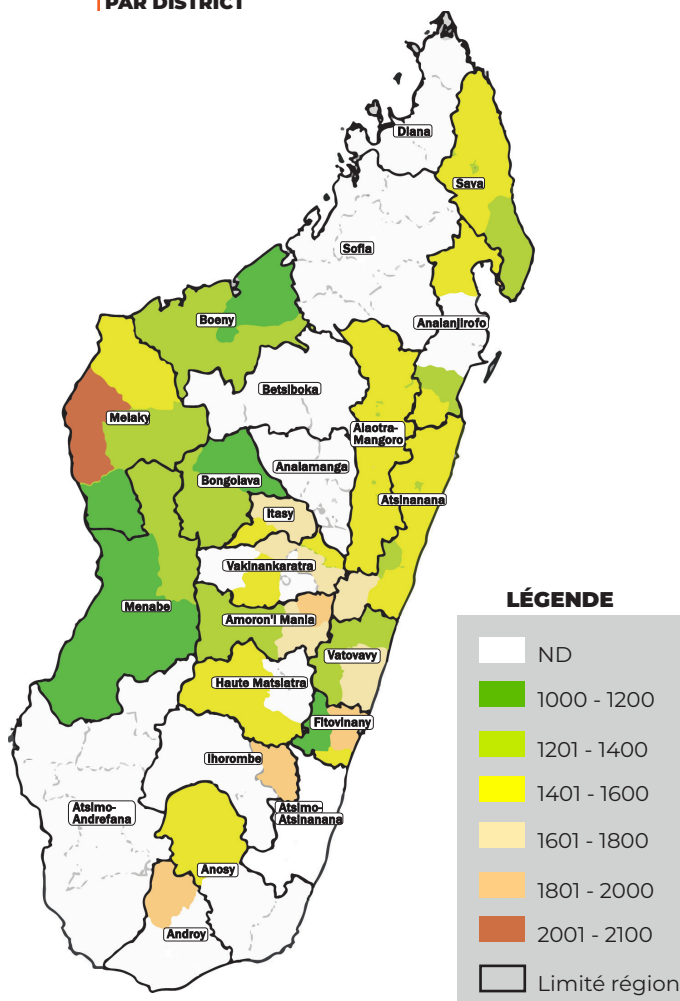 PAR DISTRICT
Diana
Sava
Sofia
Analanjirofo
Boeny
Betsiboka
Melaky
Alaotra-
Mangoro
Analamanga
Bongolava
Atsinanana
Itasy
Vakinankaratra
Menabe
Amoron'i Mania
Vatovavy
Haute Matsiatra
Fitovinany
Ihorombe
Atsimo-
Andrefana
Atsimo-
Atsinanana
Anosy
Androy
LÉGENDE
ND
1000 - 1200
1201 - 1400
1401 - 1600
1601 - 1800
1801 - 2000
2001 - 2100
Limité région